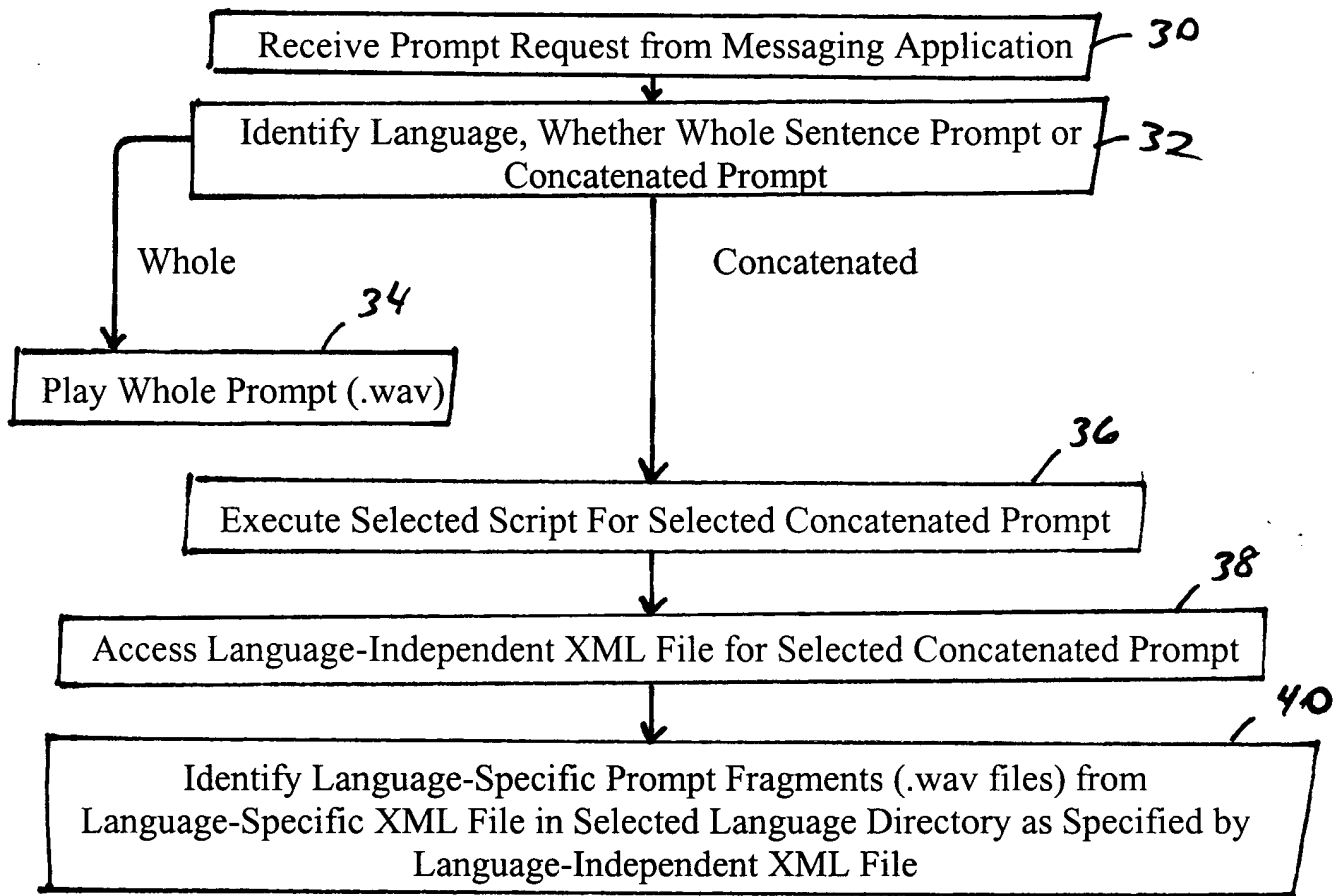 Receive Prompt Request from Messaging Application
30
Identify Language, Whether Whole Sentence Prompt or
Concatenated Prompt
32
Whole
Concatenated
34
Play Whole Prompt (.wav)
36
Execute Selected Script For Selected Concatenated Prompt
38
Access Language-Independent XML File for Selected Concatenated Prompt
40
Identify Language-Specific Prompt Fragments (.wav files) from
Language-Specific XML File in Selected Language Directory as Specified by
Language-Independent XML File